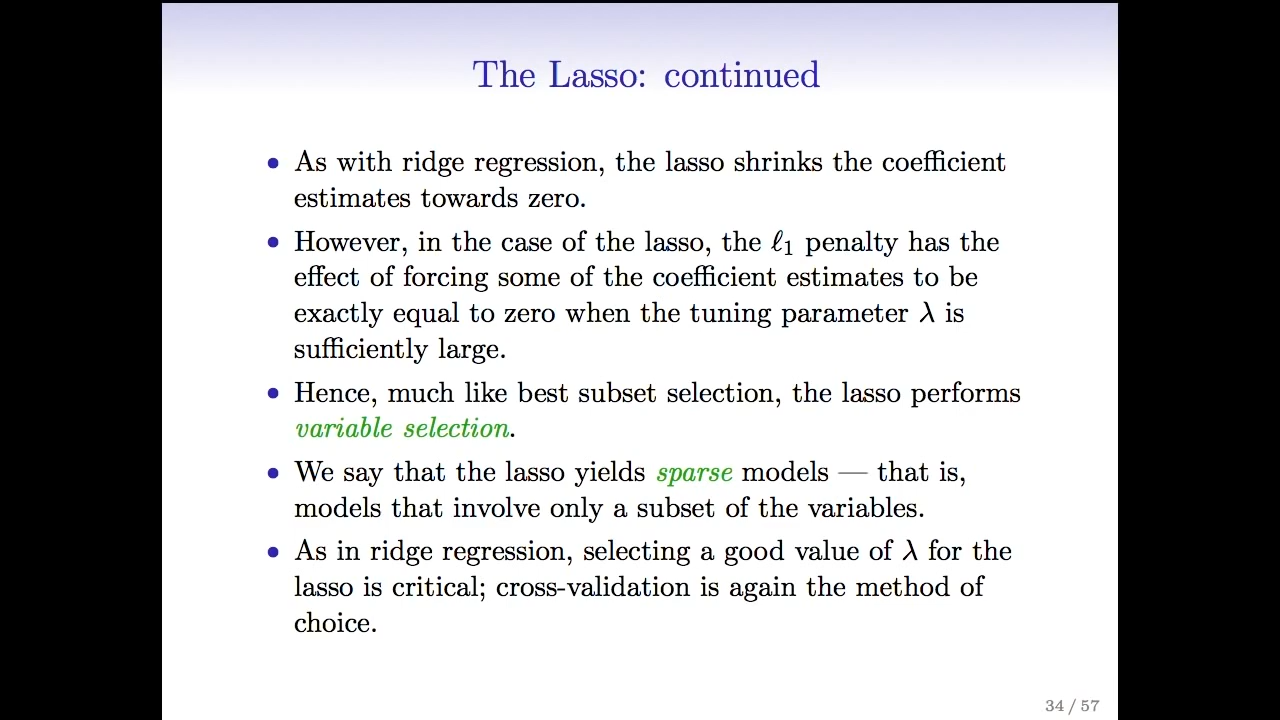 The Lasso: continued
• As with ridge regression, the lasso shrinks the coefficient
estimates towards zero.
• However, in the case of the lasso, the ℓ₁ penalty has the
effect of forcing some of the coefficient estimates to be
exactly equal to zero when the tuning parameter λ is
sufficiently large.
• Hence, much like best subset selection, the lasso performs
variable selection.
• We say that the lasso yields sparse models — that is,
models that involve only a subset of the variables.
• As in ridge regression, selecting a good value of λ for the
lasso is critical; cross-validation is again the method of
choice.
34 / 57